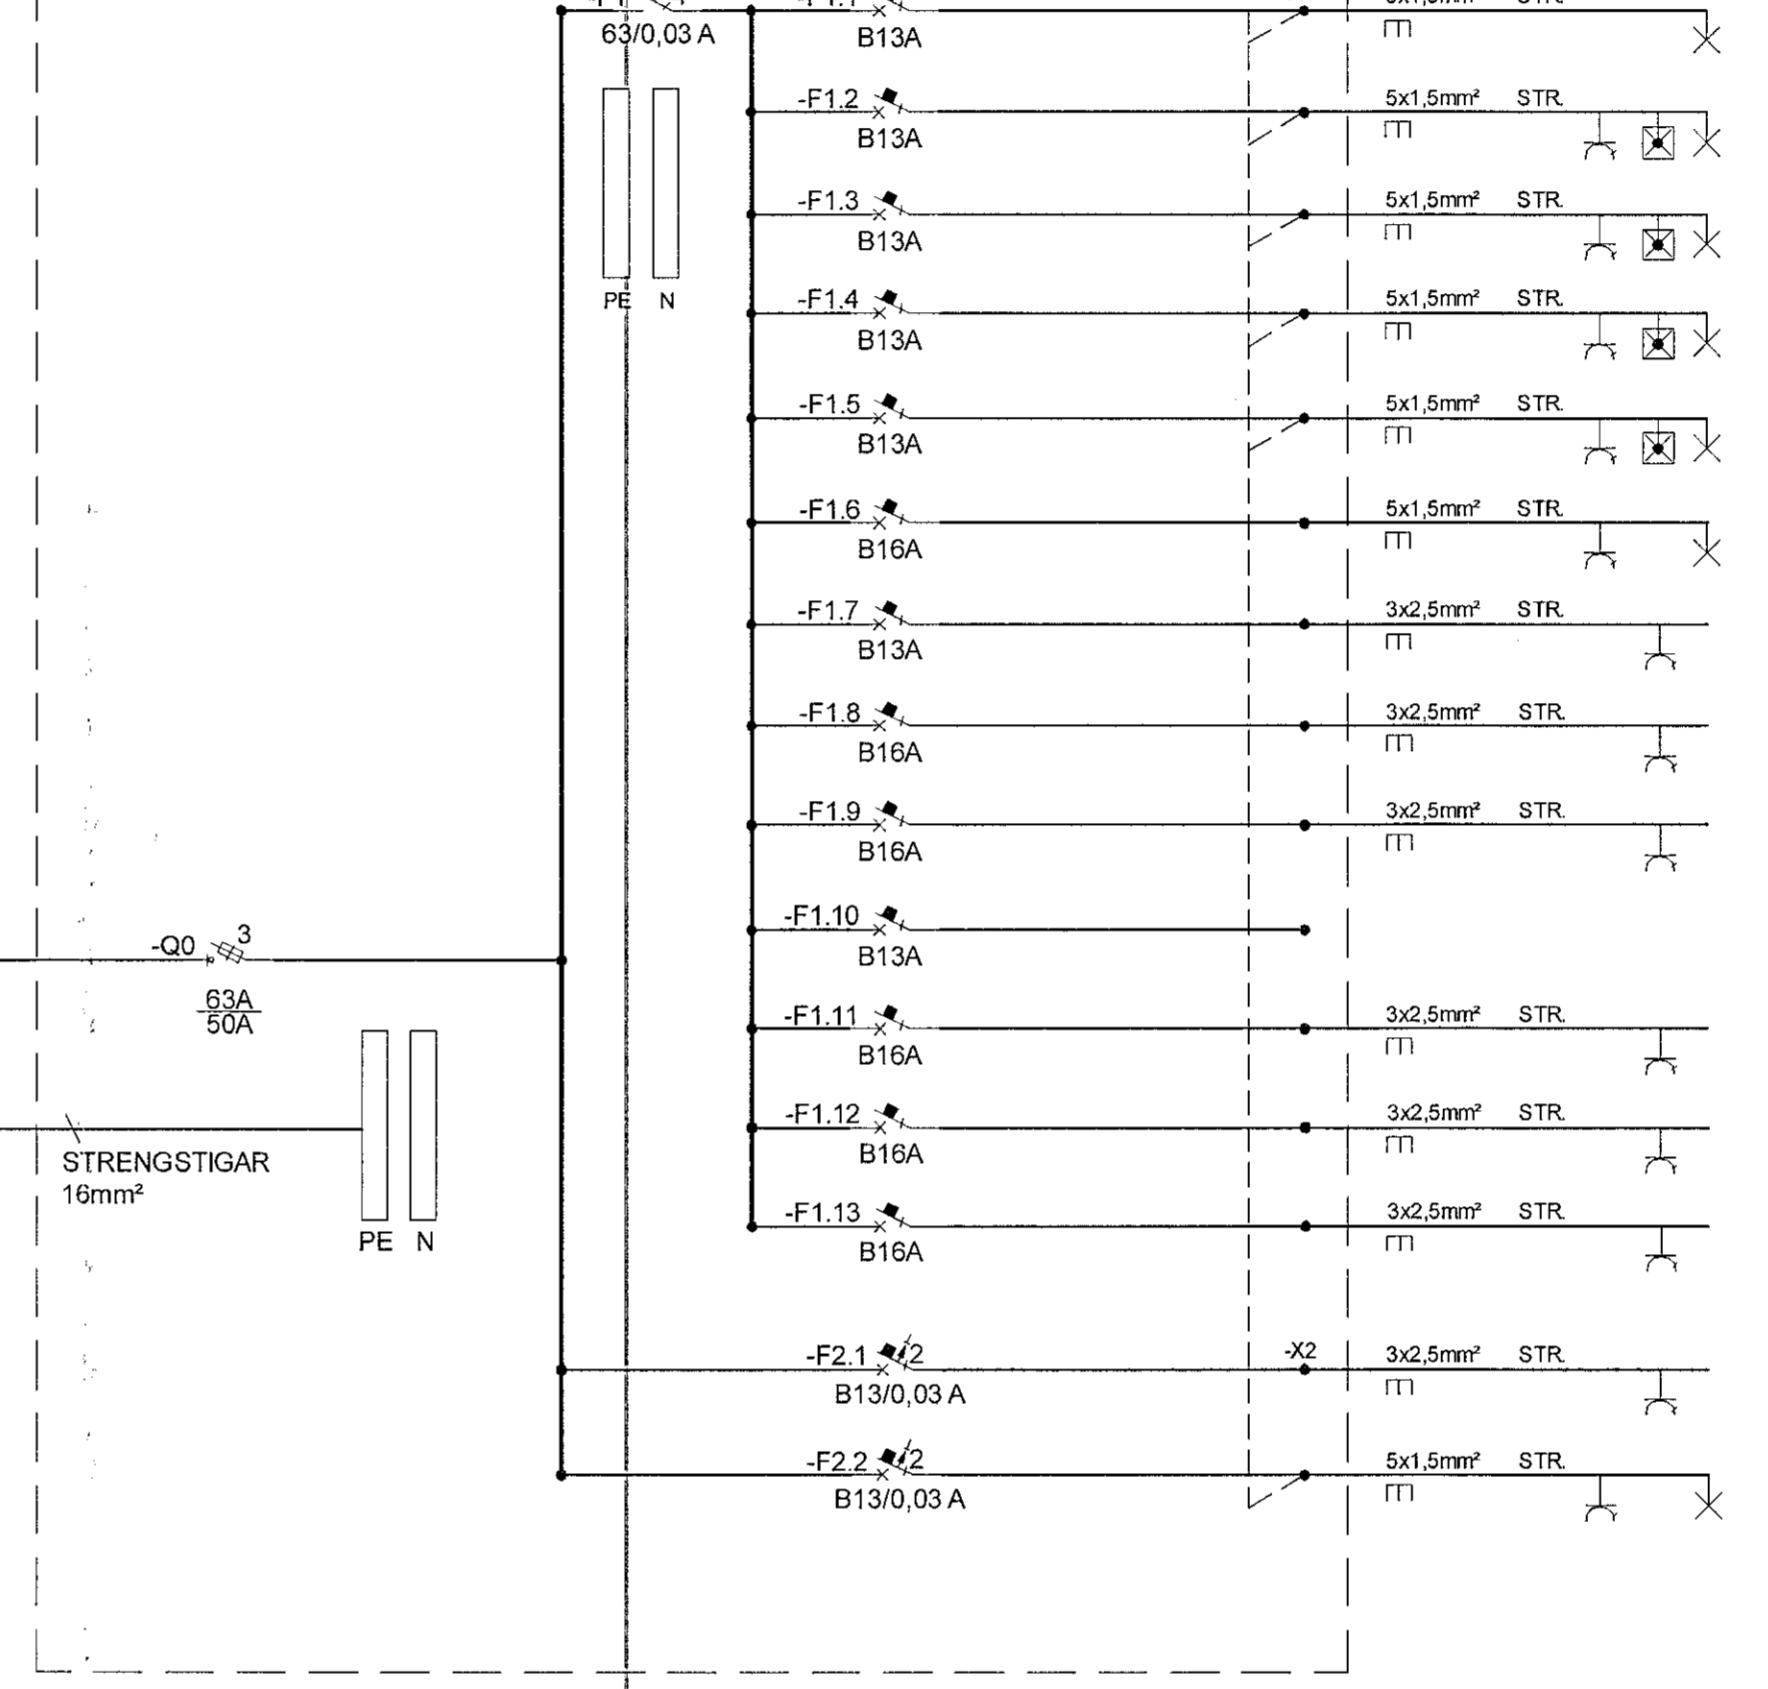 63/0,03 A
B13A
-F1.2
B13A
5x1,5mm² STR.
-F1.3
B13A
5x1,5mm² STR.
PE N
-F1.4
B13A
5x1,5mm² STR.
-F1.5
B13A
5x1,5mm² STR.
-F1.6
B16A
5x1,5mm² STR.
-F1.7
B13A
3x2,5mm² STR.
-F1.8
B16A
3x2,5mm² STR.
-F1.9
B16A
3x2,5mm² STR.
-F1.10
B13A
-Q0 3
63A
50A
-F1.11
B16A
3x2,5mm² STR.
-F1.12
B16A
3x2,5mm² STR.
STRENGSTIGAR
16mm²
PE N
-F1.13
B16A
3x2,5mm² STR.
-F2.1 2
B13/0,03 A
-X2
3x2,5mm² STR.
-F2.2 2
B13/0,03 A
5x1,5mm² STR.